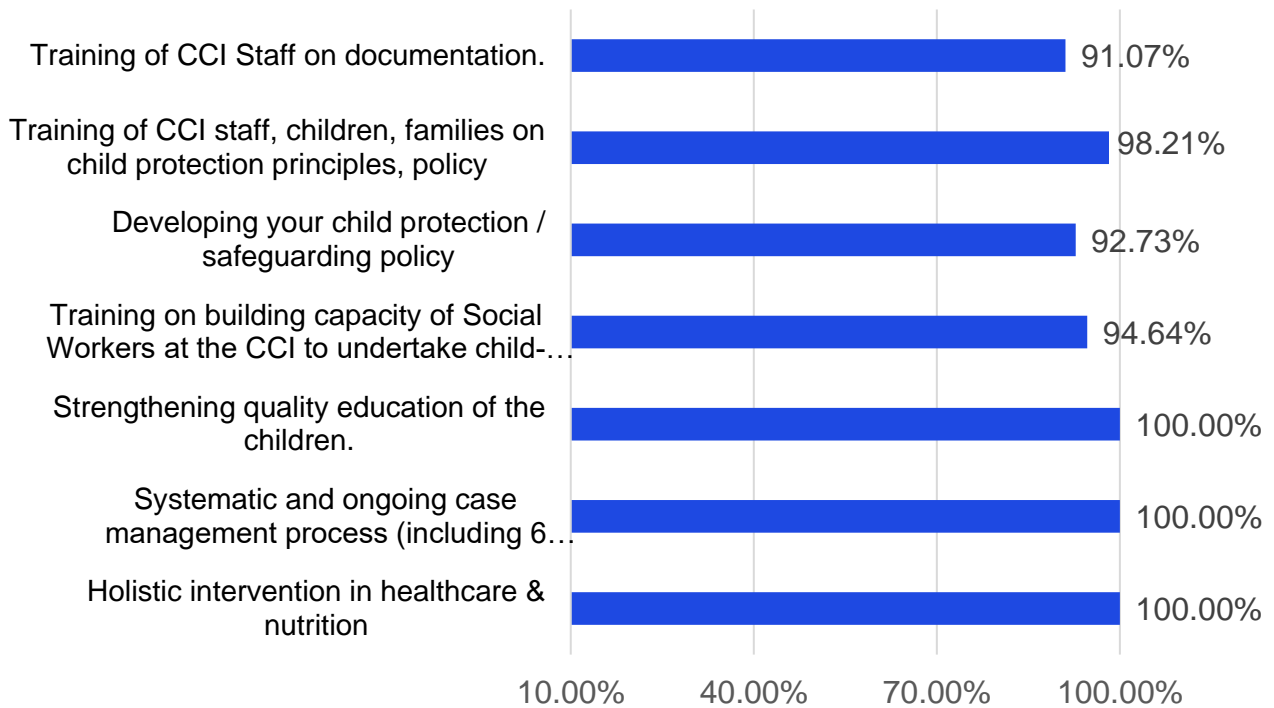 Training of CCI Staff on documentation.
91.07%
Training of CCI staff, children, families on
child protection principles, policy
98.21%
Developing your child protection /
safeguarding policy
92.73%
Training on building capacity of Social
Workers at the CCI to undertake child-…
94.64%
Strengthening quality education of the
children.
100.00%
Systematic and ongoing case
management process (including 6…
100.00%
Holistic intervention in healthcare &
nutrition
100.00%
10.00% 40.00% 70.00% 100.00%